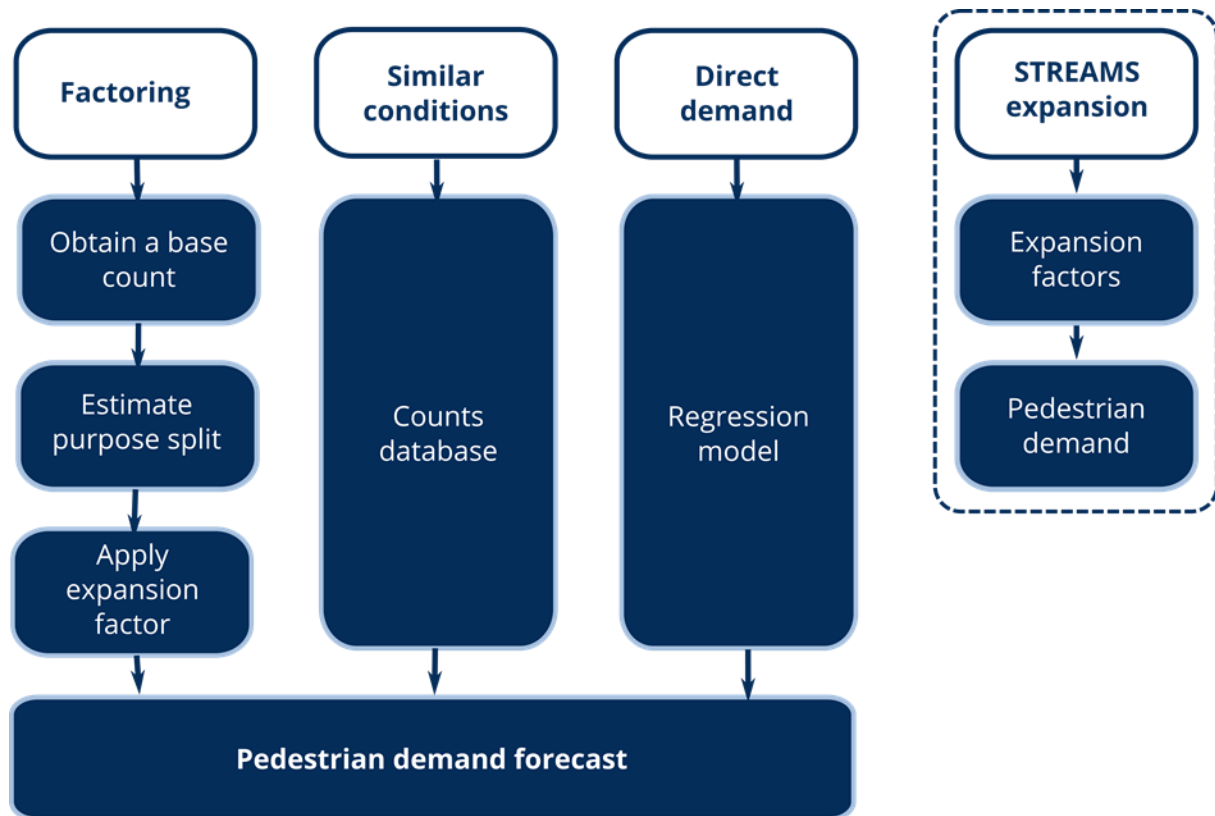 Factoring
Obtain a base
count
Estimate
purpose split
Apply
expansion
factor
Similar
conditions
Counts
database
Direct
demand
Regression
model
Pedestrian demand forecast
STREAMS
expansion
Expansion
factors
Pedestrian
demand